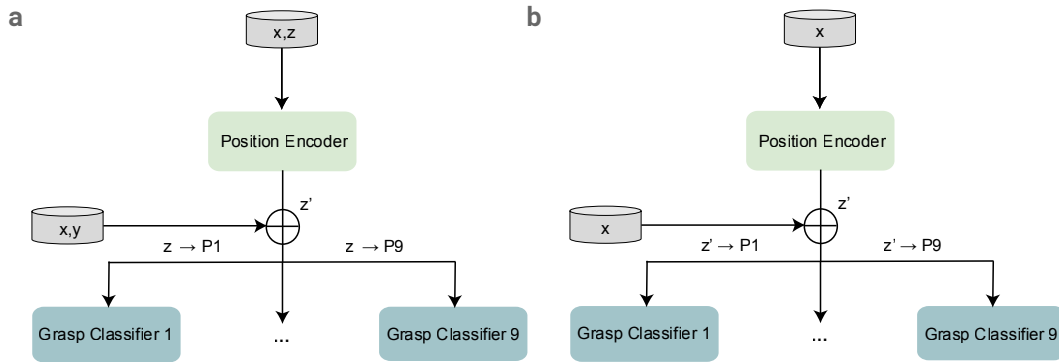 a
x,z
Position Encoder
z'
x,y
z → P1
z → P9
Grasp Classifier 1
...
Grasp Classifier 9
b
x
Position Encoder
z'
x
z' → P1
z' → P9
Grasp Classifier 1
...
Grasp Classifier 9